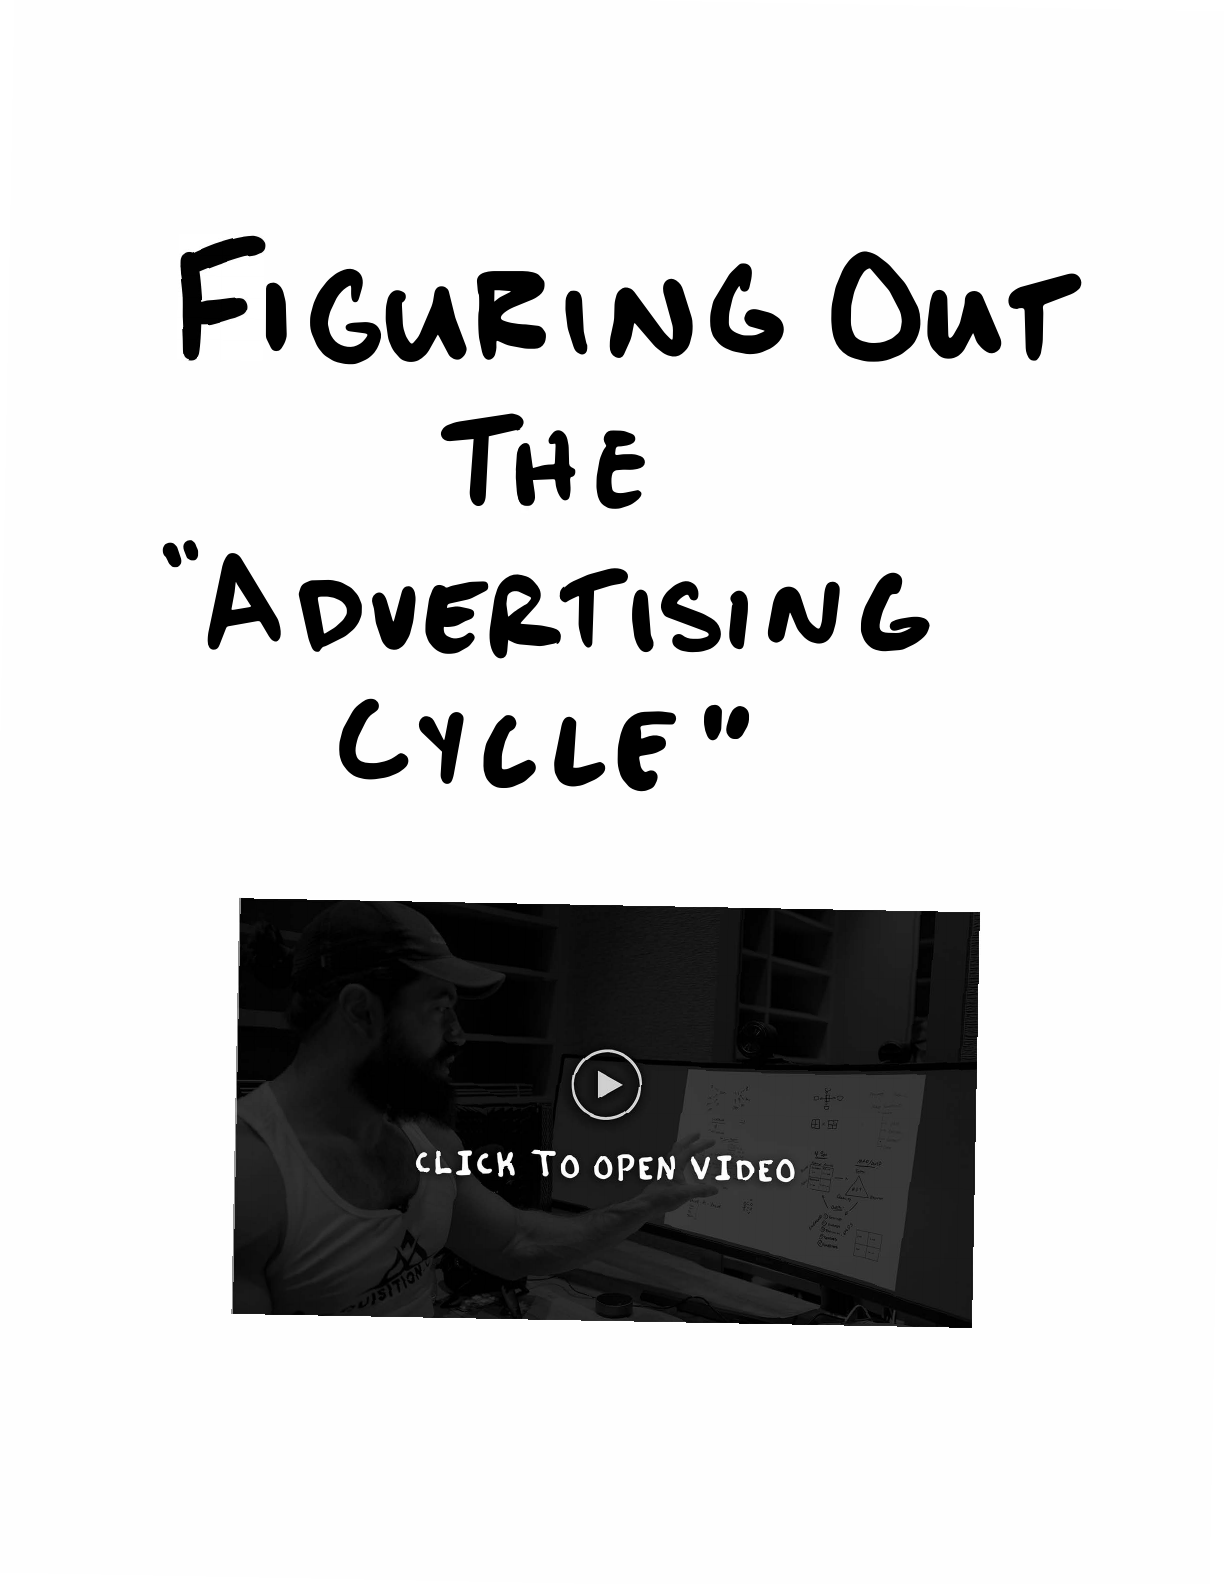 FIGURING OUT
THE
"ADVERTISING
CYCLE"
CLICK TO OPEN VIDEO